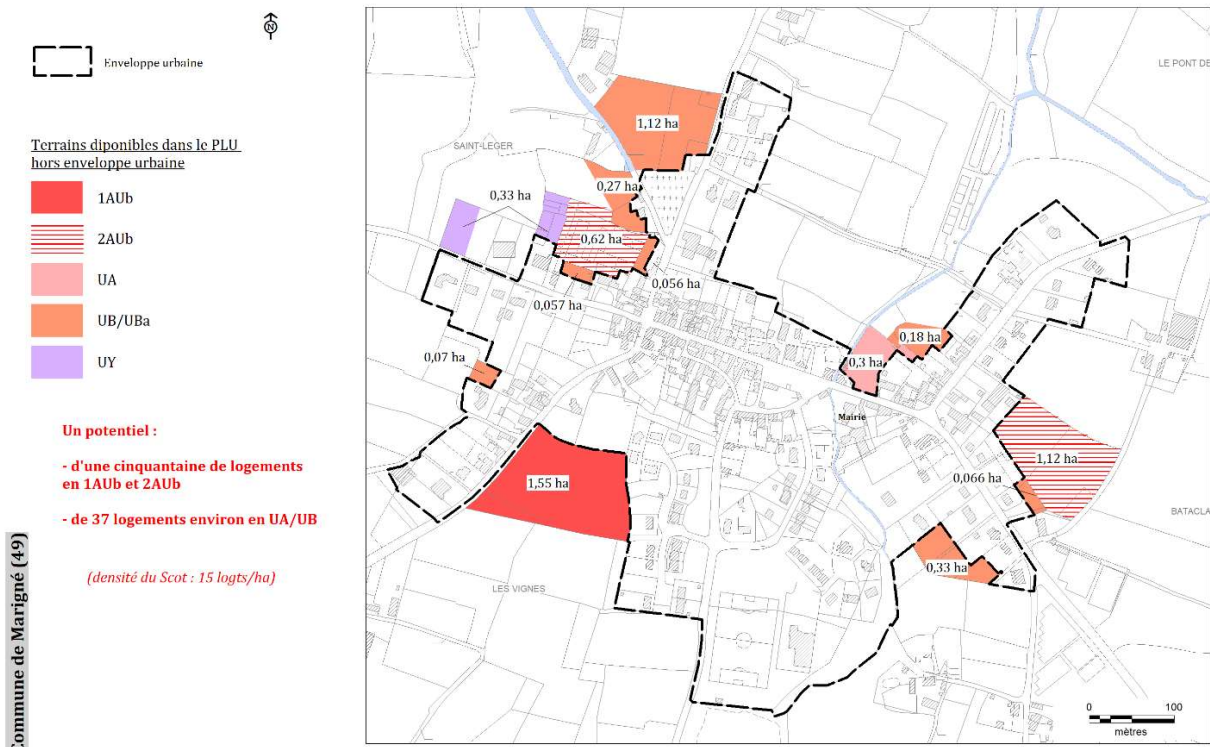 N
Enveloppe urbaine
Terrains diponibles dans le PLU
hors enveloppe urbaine
1AUb
2AUb
UA
UB/UBa
UY
Un potentiel :
- d'une cinquantaine de logements
en 1AUb et 2AUb
- de 37 logements environ en UA/UB
(densité du Scot : 15 logts/ha)
Commune de Marigné (49)
LE PONT DE
1,12 ha
SAINT-LEGER
0,27 ha
0,33 ha
0,62 ha
0,056 ha
0,057 ha
0,18 ha
0,3 ha
0,07 ha
Mairie
1,12 ha
0,066 ha
1,55 ha
BATACLA
0,33 ha
LES VIGNES
0 100
mètres